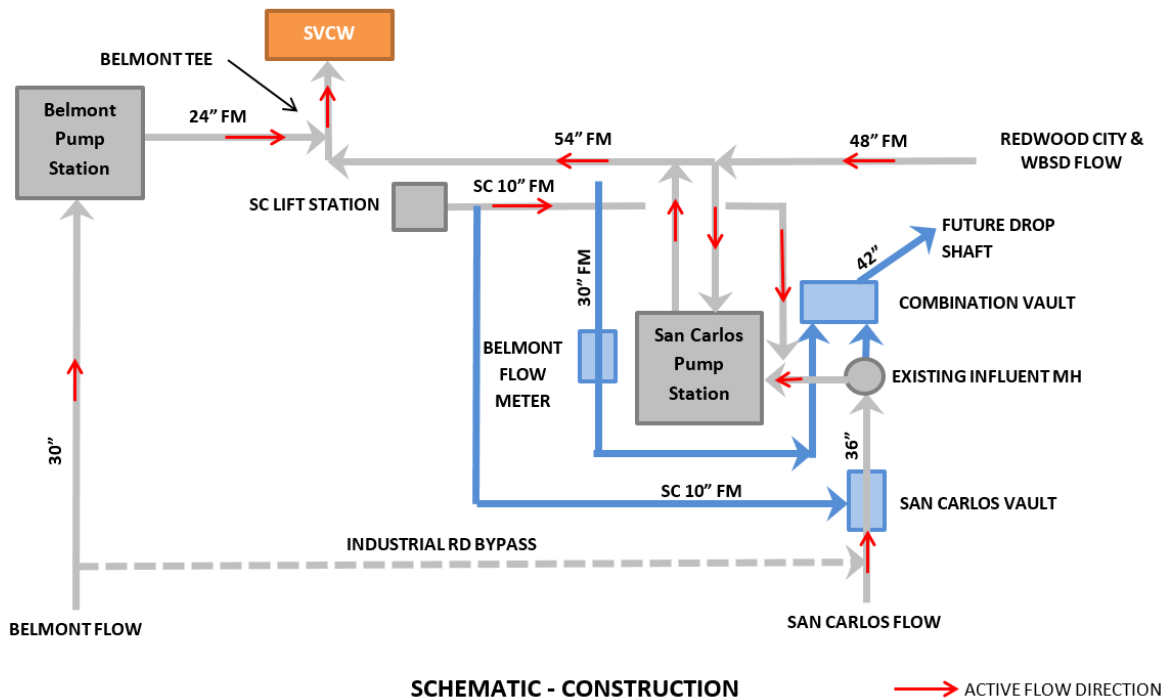 SVCW
BELMONT TEE
Belmont
Pump
Station
24” FM
54” FM
48” FM
REDWOOD CITY &
WBSD FLOW
SC LIFT STATION
SC 10” FM
FUTURE DROP
SHAFT
42”
30” FM
COMBINATION VAULT
San Carlos
Pump
Station
BELMONT
FLOW
METER
EXISTING INFLUENT MH
30”
36”
SC 10” FM
SAN CARLOS VAULT
INDUSTRIAL RD BYPASS
BELMONT FLOW
SAN CARLOS FLOW
SCHEMATIC - CONSTRUCTION
ACTIVE FLOW DIRECTION